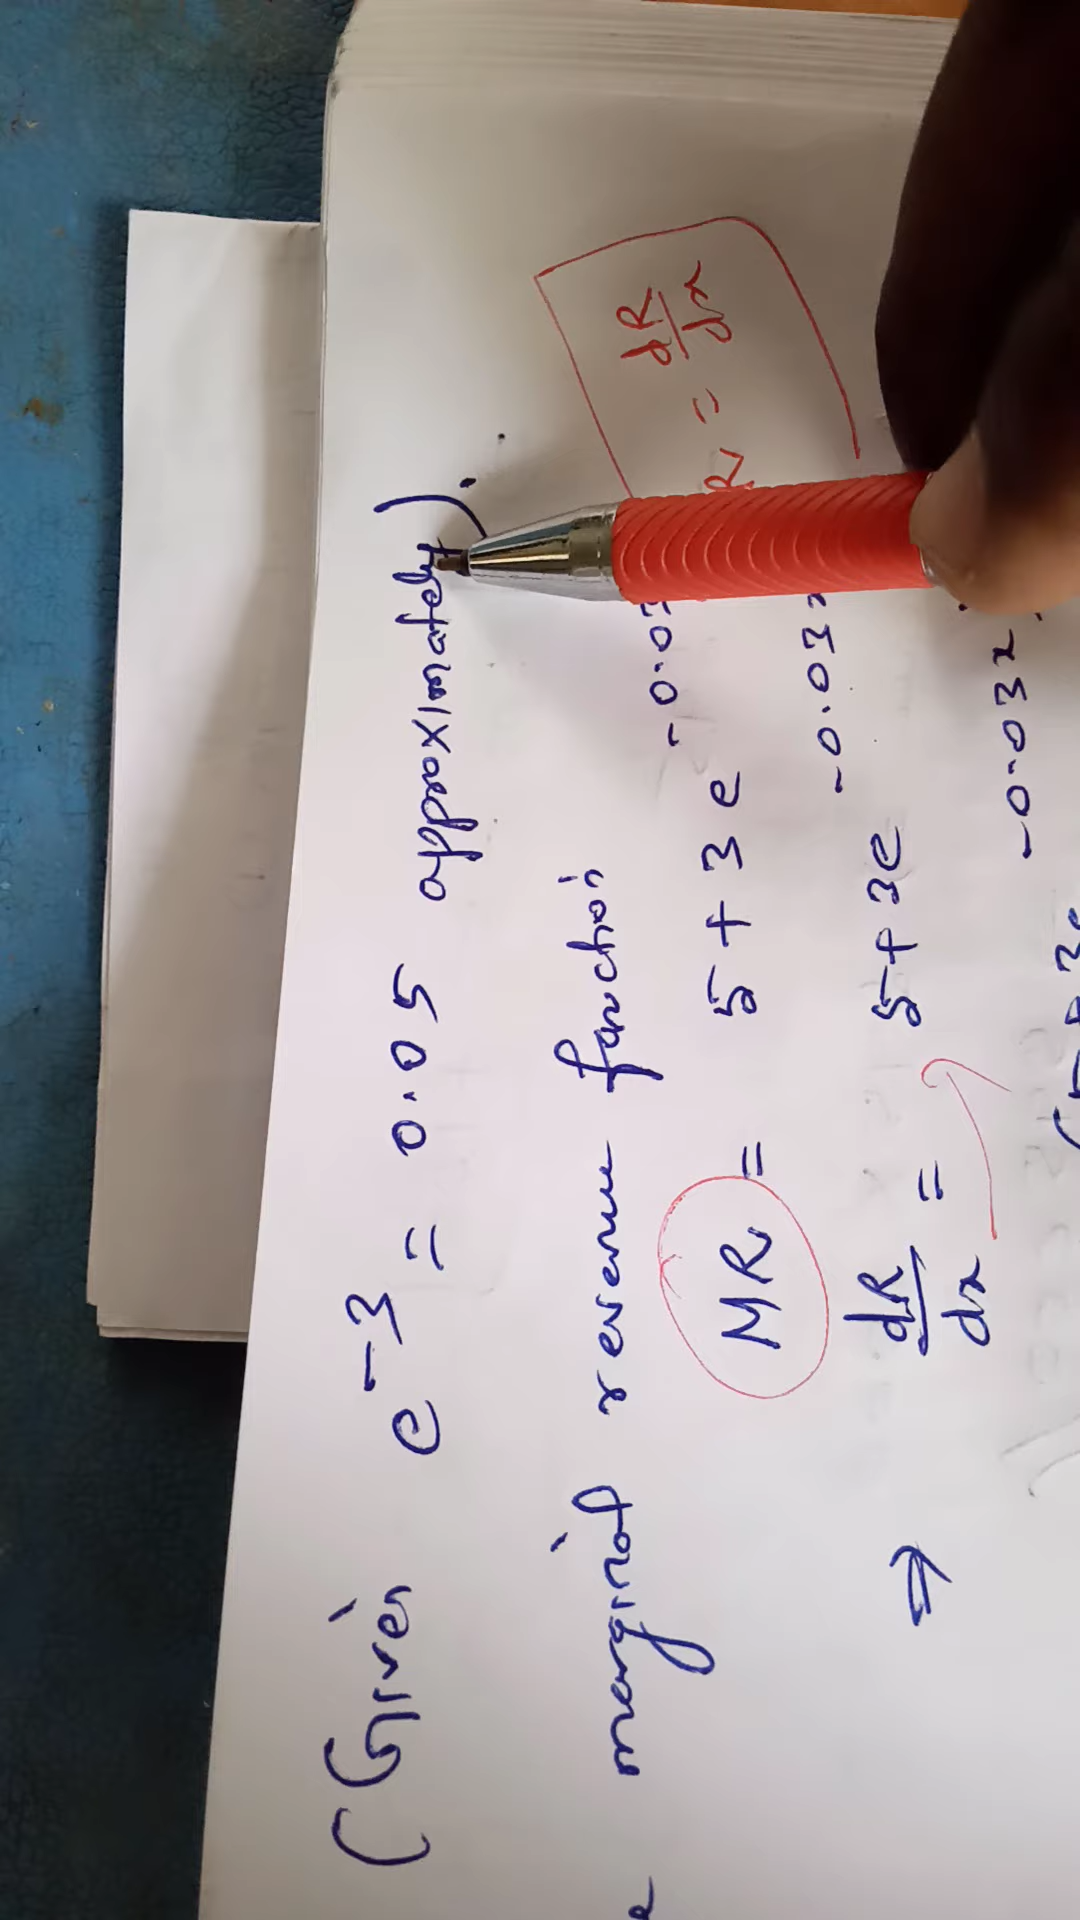 (Given e⁻³ = 0.05 approximately).
marginal revenue function
MR = 5 + 3e^-0.03
R = dR/dx
⇒ dR/dx = 5 + 3e^-0.03x
-0.03x